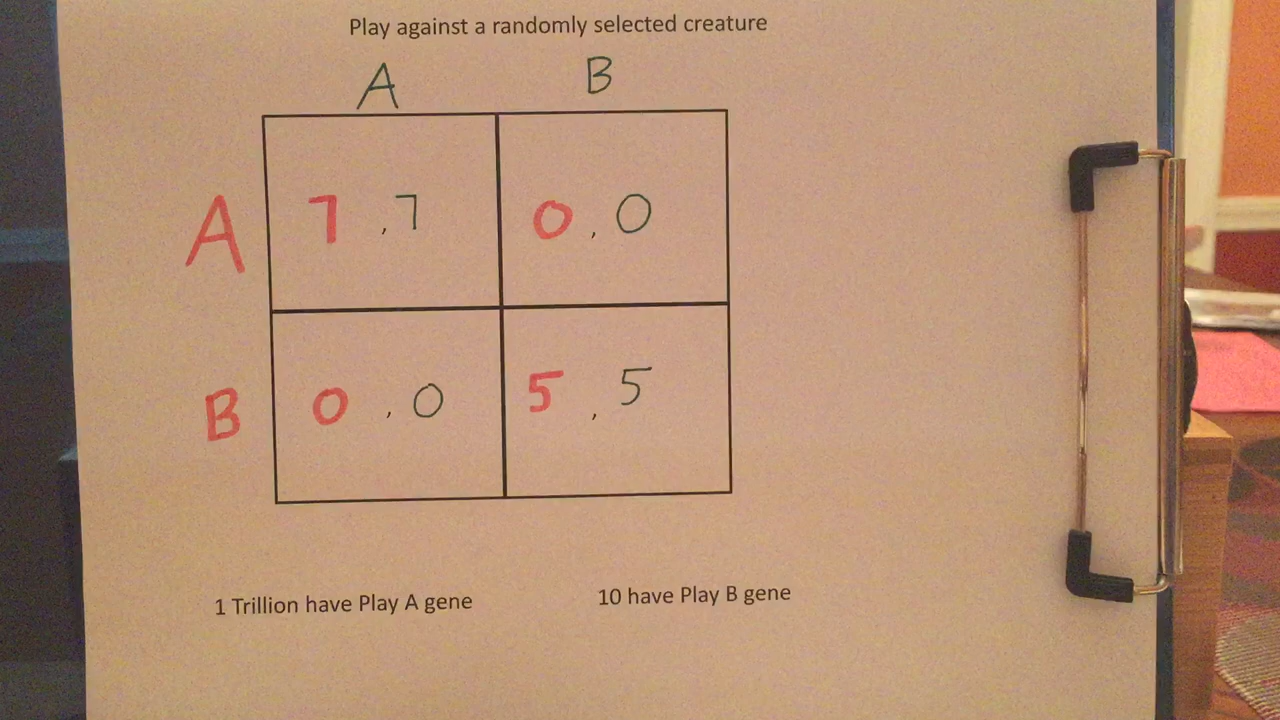 Play against a randomly selected creature
A B
A 7 , 7 0 , 0
B 0 , 0 5 , 5
1 Trillion have Play A gene 10 have Play B gene